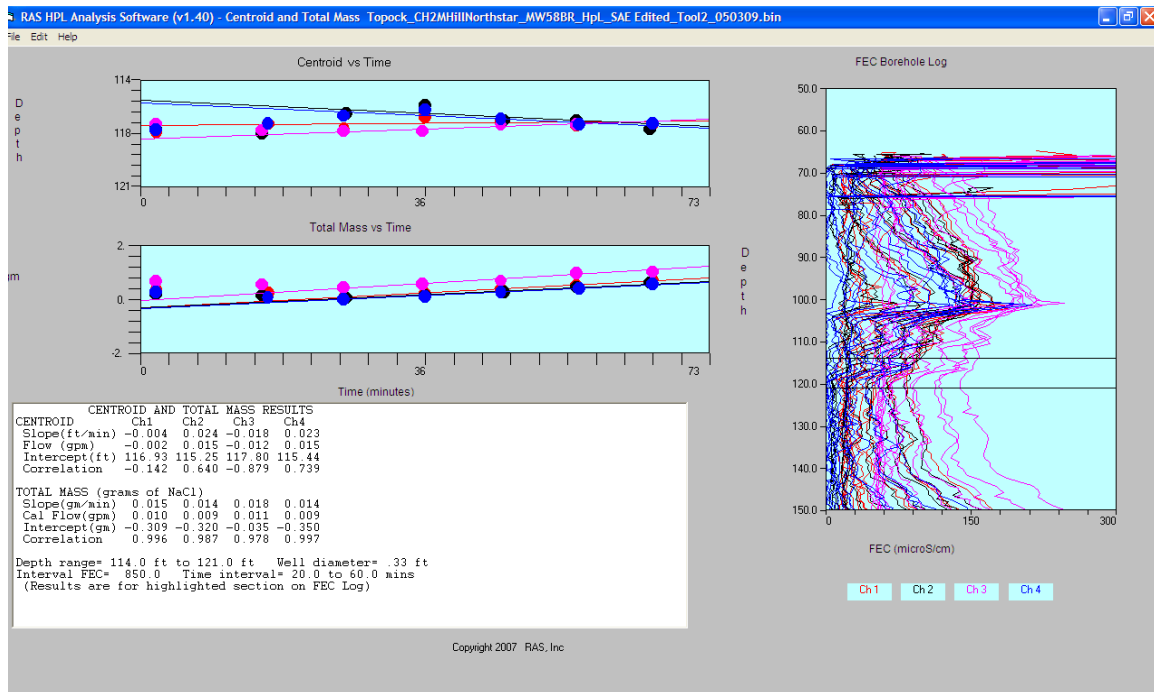 RAS HPL Analysis Software (v1.40) - Centroid and Total Mass  Topock_CH2MHillNorthstar_MW58BR_HpL_SAE Edited_Tool2_050309.bin
File Edit Help
Centroid vs Time
Depth
114
118
121
0 36 73
Total Mass vs Time
gm
2.
0.
-2.
0 36 73
Time (minutes)
CENTROID AND TOTAL MASS RESULTS
CENTROID Ch1 Ch2 Ch3 Ch4
Slope(ft/min) -0.004 0.024 -0.018 0.023
Flow (gpm) -0.002 0.015 -0.012 0.015
Intercept(ft) 116.93 115.25 117.80 115.44
Correlation -0.142 0.640 -0.879 0.739
TOTAL MASS (grams of NaCl)
Slope(gm/min) 0.015 0.014 0.018 0.014
Cal Flow(gpm) 0.010 0.009 0.011 0.009
Intercept(gm) -0.309 -0.320 -0.035 -0.350
Correlation 0.996 0.987 0.978 0.997
Depth range= 114.0 ft to 121.0 ft Well diameter= .33 ft
Interval FEC= 850.0 Time interval= 20.0 to 60.0 mins
(Results are for highlighted section on FEC Log)
FEC Borehole Log
Depth
50.0
60.0
70.0
80.0
90.0
100.0
110.0
120.0
130.0
140.0
150.0
0 150 300
FEC (microS/cm)
Ch 1 Ch 2 Ch 3 Ch 4
Copyright 2007 RAS, Inc